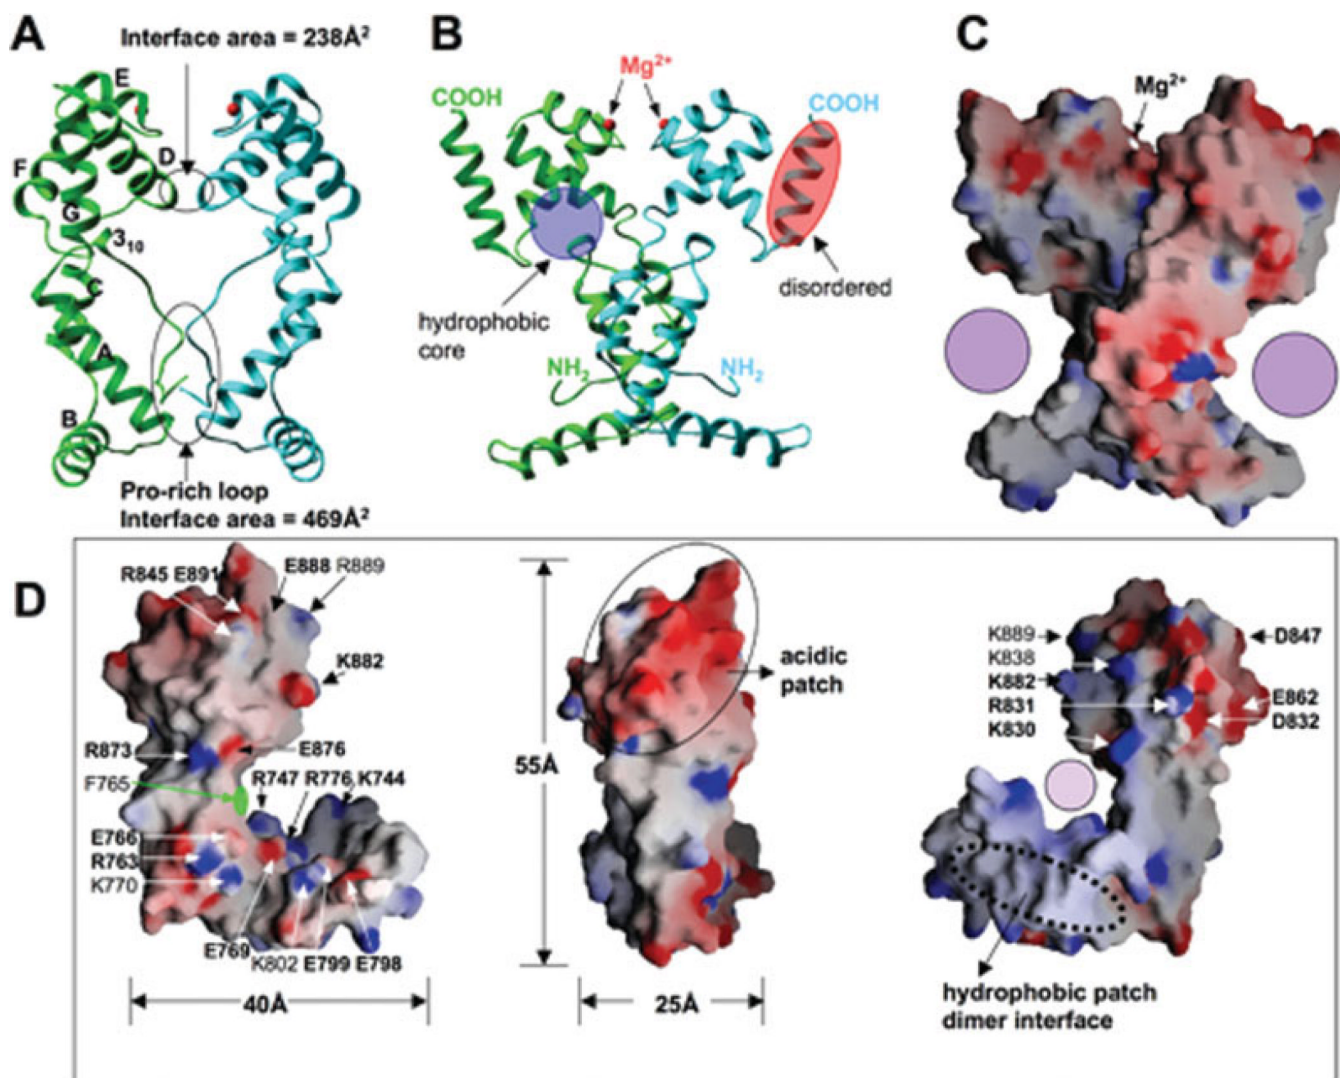 A
Interface area = 238Å²
E
F
D
G
3₁₀
C
A
B
Pro-rich loop
Interface area = 469Å²
B
Mg²⁺
COOH
COOH
hydrophobic
core
disordered
NH₂
NH₂
C
Mg²⁺
D
R845 E891
E888 R889
K882
R873
E876
F765
R747 R776 K744
E766
R763
K770
E769
K802 E799 E798
40Å
55Å
acidic
patch
25Å
K889
D847
K838
K882
R831
E862
D832
K830
hydrophobic patch
dimer interface